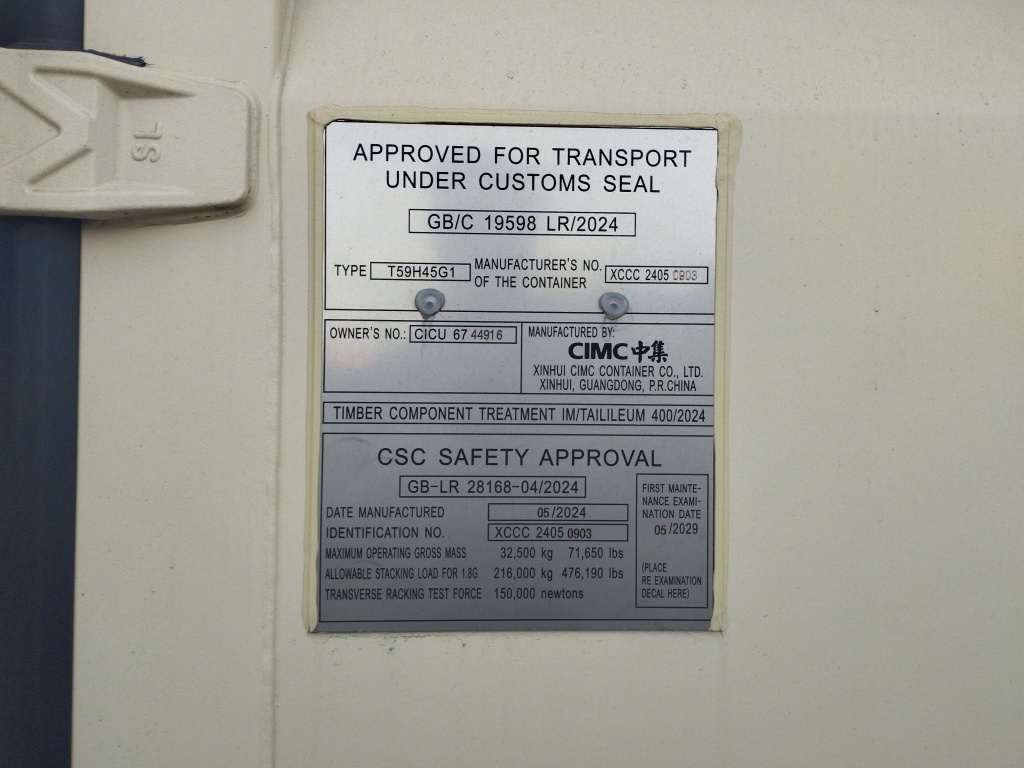 SL
APPROVED FOR TRANSPORT
UNDER CUSTOMS SEAL
GB/C 19598 LR/2024
TYPE T59H45G1 MANUFACTURER'S NO.
OF THE CONTAINER XCCC 2405 0903
OWNER'S NO.: CICU 67 44916
MANUFACTURED BY:
CIMC中集
XINHUI CIMC CONTAINER CO., LTD.
XINHUI, GUANGDONG, P.R.CHINA
TIMBER COMPONENT TREATMENT IM/TAILILEUM 400/2024
CSC SAFETY APPROVAL
GB-LR 28168-04/2024
DATE MANUFACTURED 05/2024
IDENTIFICATION NO. XCCC 2405 0903
MAXIMUM OPERATING GROSS MASS 32,500 kg 71,650 lbs
ALLOWABLE STACKING LOAD FOR 1.8G 216,000 kg 476,190 lbs
TRANSVERSE RACKING TEST FORCE 150,000 newtons
FIRST MAINTE-
NANCE EXAMI-
NATION DATE
05/2029
(PLACE
RE EXAMINATION
DECAL HERE)